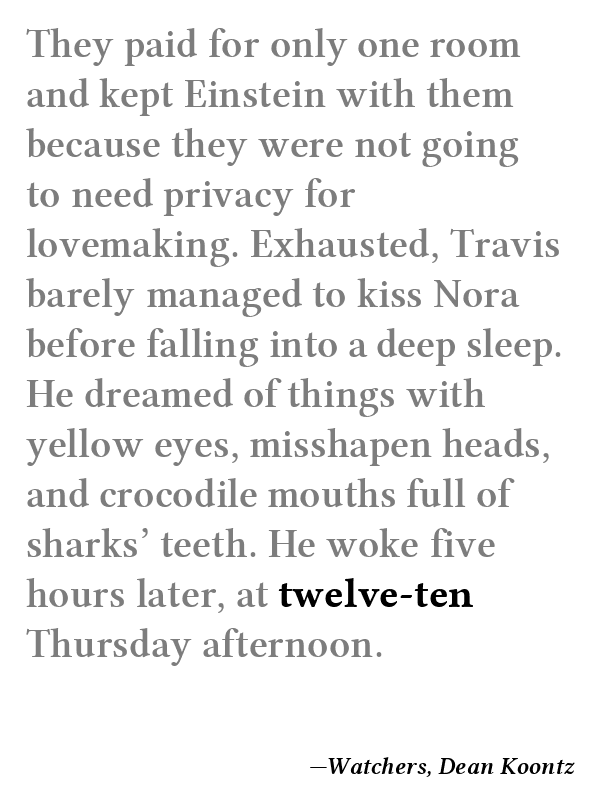 They paid for only one room
and kept Einstein with them
because they were not going
to need privacy for
lovemaking. Exhausted, Travis
barely managed to kiss Nora
before falling into a deep sleep.
He dreamed of things with
yellow eyes, misshapen heads,
and crocodile mouths full of
sharks’ teeth. He woke five
hours later, at twelve-ten
Thursday afternoon.
—Watchers, Dean Koontz